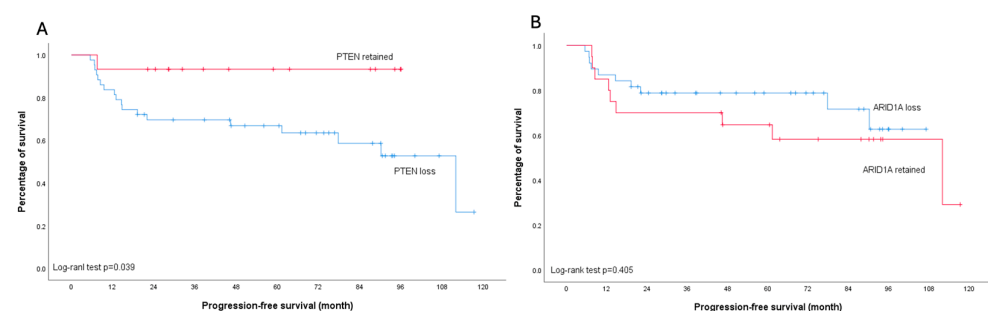 A
Percentage of survival
1.0
0.8
0.6
0.4
0.2
0.0
PTEN retained
PTEN loss
Log-ranl test p=0.039
0 12 24 36 48 60 72 84 96 108 120
Progression-free survival (month)
B
Percentage of survival
1.0
0.8
0.6
0.4
0.2
0.0
ARID1A loss
ARID1A retained
Log-rank test p=0.405
0 12 24 36 48 60 72 84 96 108 120
Progression-free survival (month)